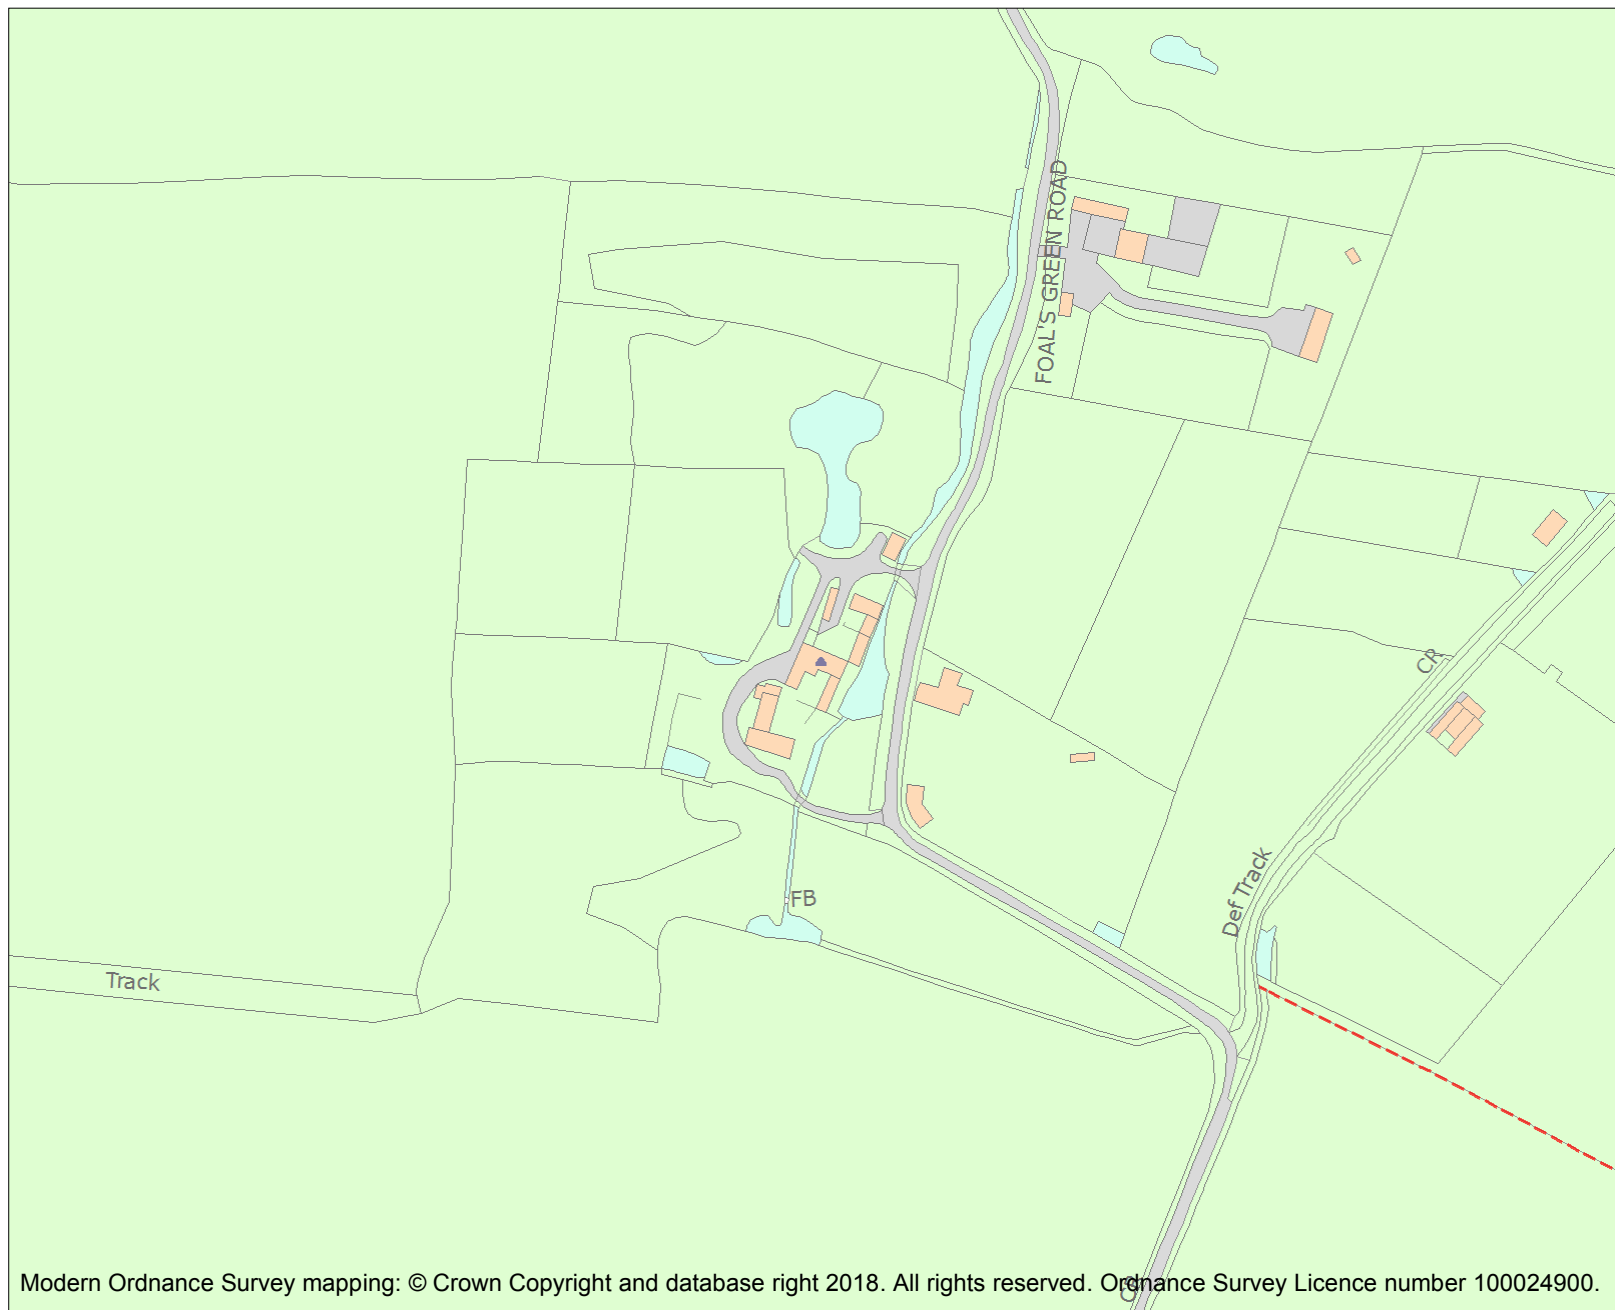 FOAL'S GREEN ROAD
CR
Def Track
FB
Track
Modern Ordnance Survey mapping: © Crown Copyright and database right 2018. All rights reserved. Ordnance Survey Licence number 100024900.